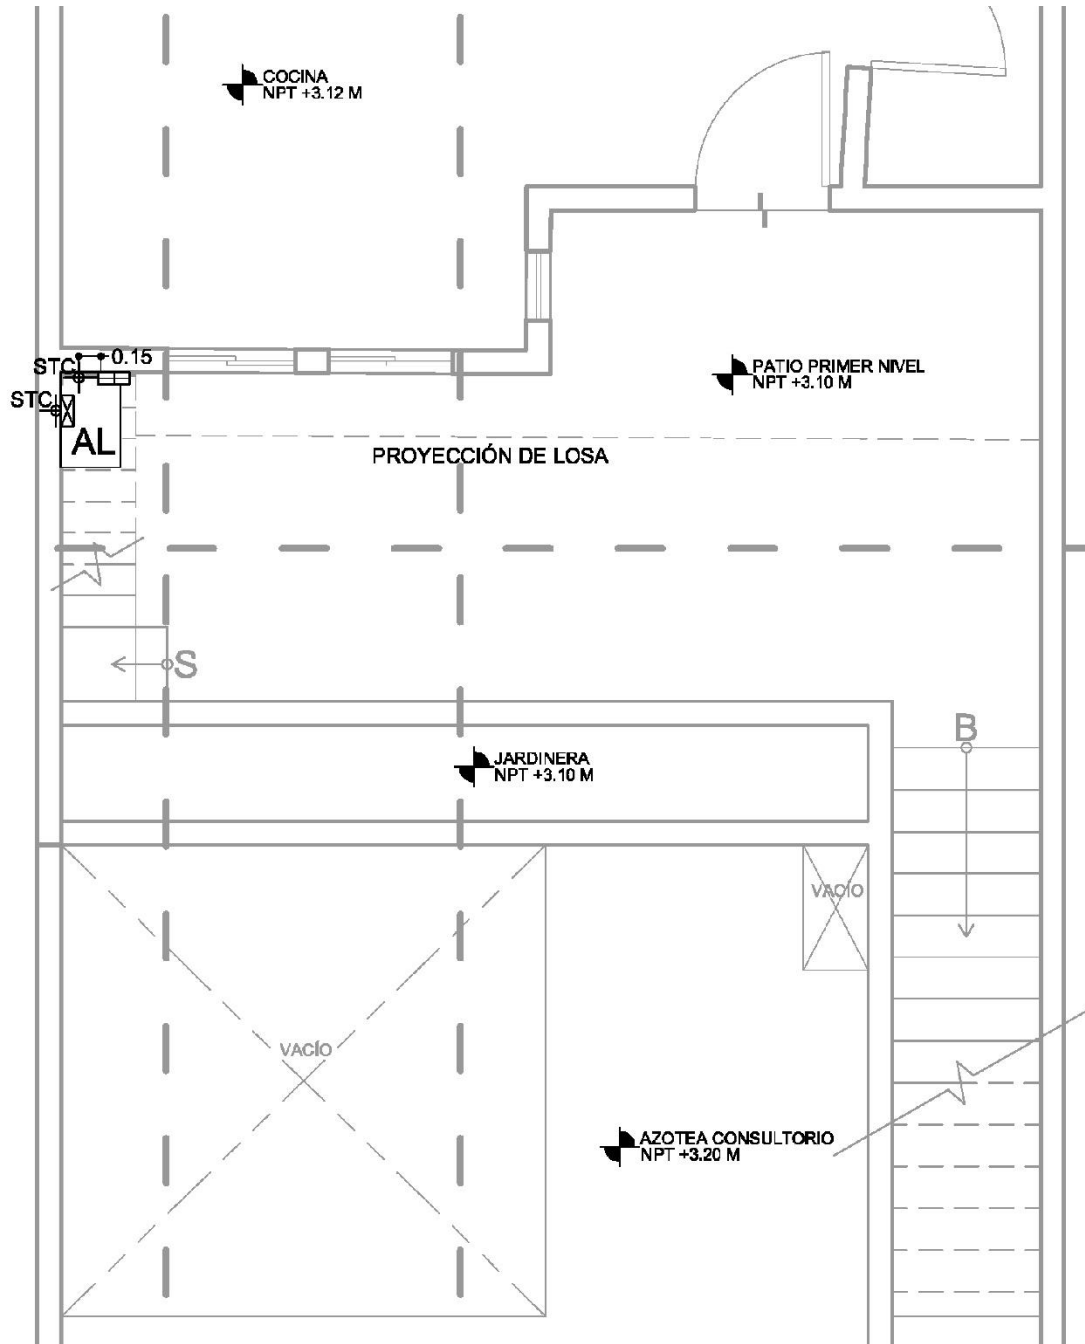 COCINA
NPT +3.12 M
0.15
STC
STC
AL
PATIO PRIMER NIVEL
NPT +3.10 M
PROYECCIÓN DE LOSA
S
B
JARDINERA
NPT +3.10 M
VACÍO
VACÍO
AZOTEA CONSULTORIO
NPT +3.20 M